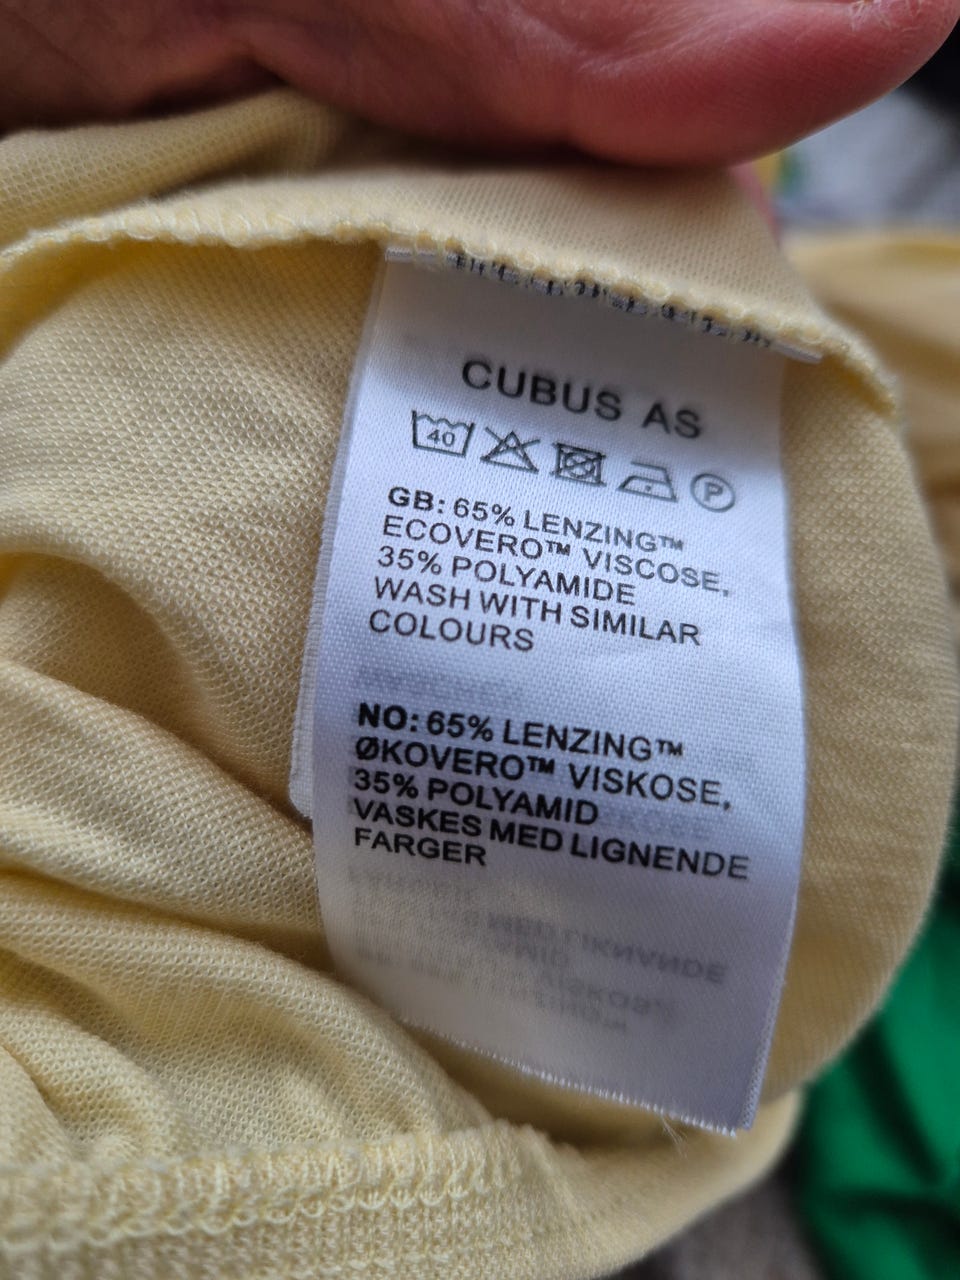 CUBUS AS
40 P
GB: 65% LENZING™
ECOVERO™ VISCOSE,
35% POLYAMIDE
WASH WITH SIMILAR
COLOURS
NO: 65% LENZING™
ØKOVERO™ VISKOSE,
35% POLYAMID
VASKES MED LIGNENDE
FARGER